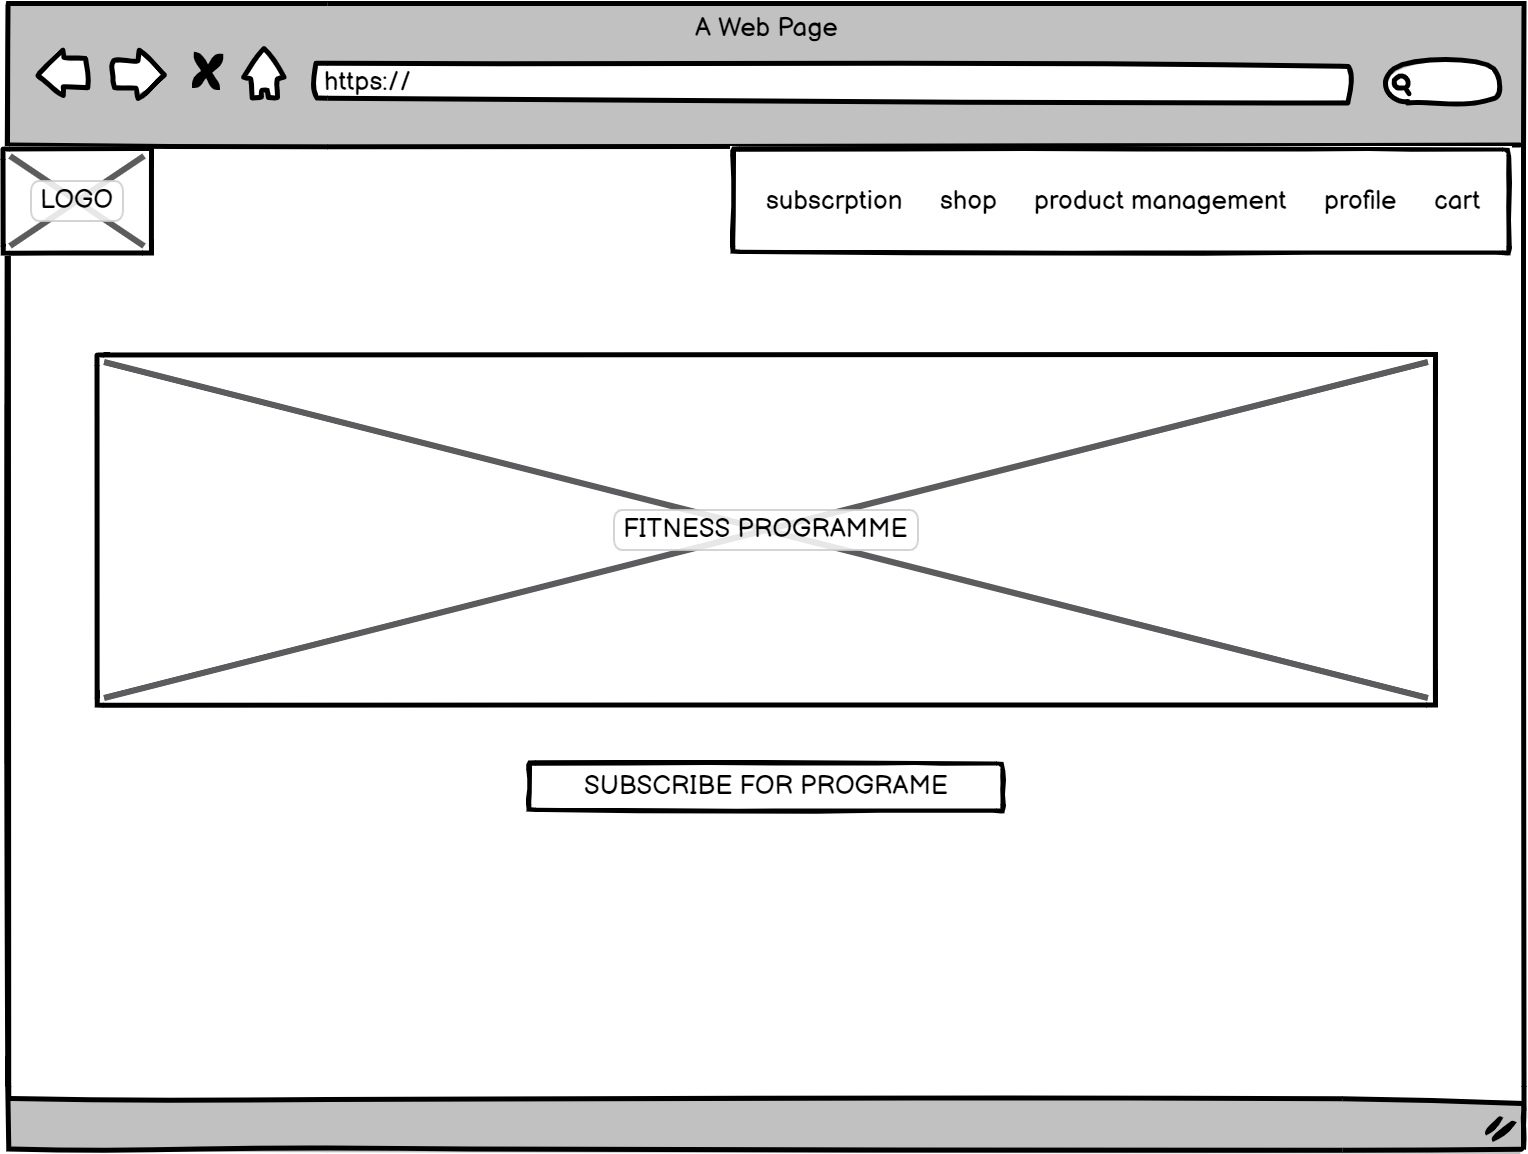 A Web Page
https://
LOGO
subscrption shop product management profile cart
FITNESS PROGRAMME
SUBSCRIBE FOR PROGRAME